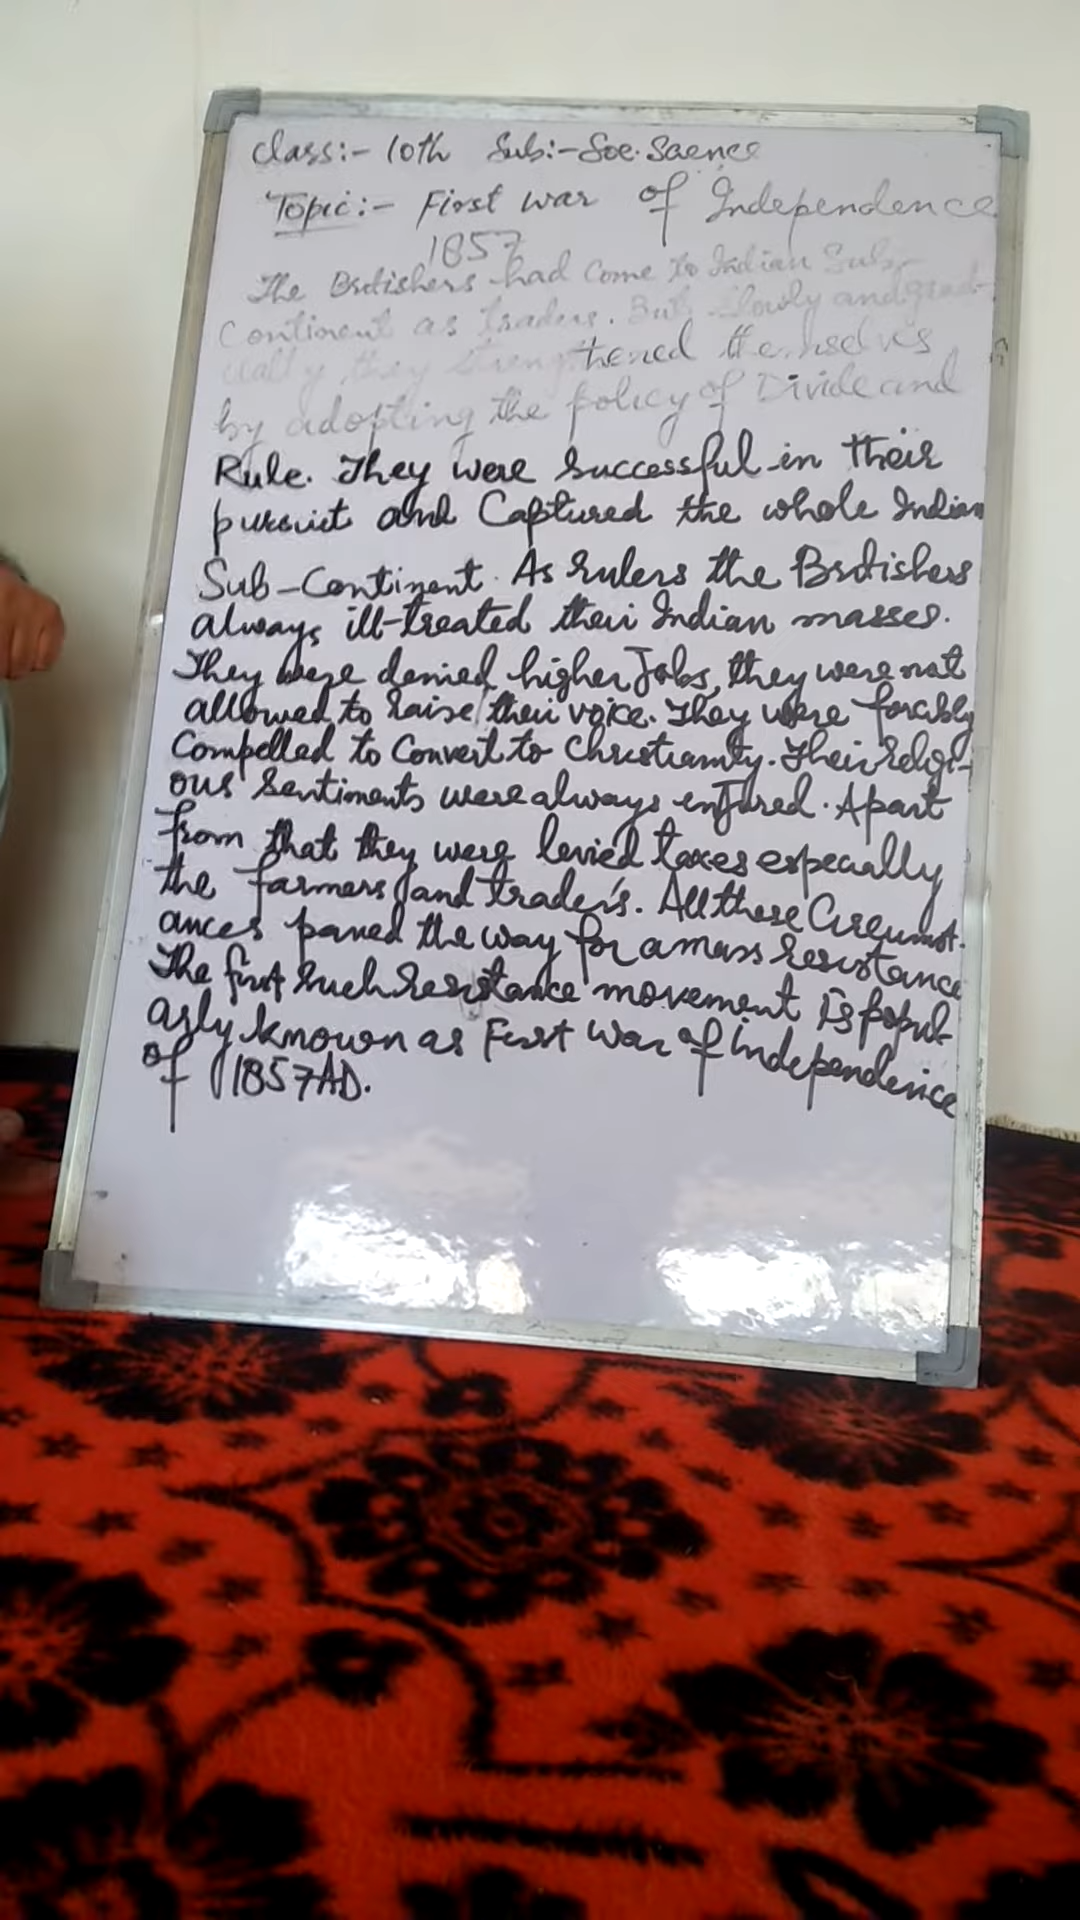 Class:- 10th Sub:- Soc. Science
Topic:- First war of Independence
1857
The Britishers had Come to Indian Sub-
Continent as traders. But slowly and grad-
ually they strengthened themselves
by adopting the policy of Divide and
Rule. They were successful in their
pursuit and Captured the whole Indian
Sub-Continent. As rulers the Britishers
always ill-treated their Indian masses.
They were denied higher Jobs, they were not
allowed to raise their voice. They were forcibly
Compelled to Convert to Christianity. Their religi-
ous Sentiments were always enjured. Apart
from that they were levied taxes especially
the farmers and trader's. All these Circumst-
ances paved the way for a mass resistance
The first such resistance movement is popul-
arly known as First War of Independence
of 1857AD.